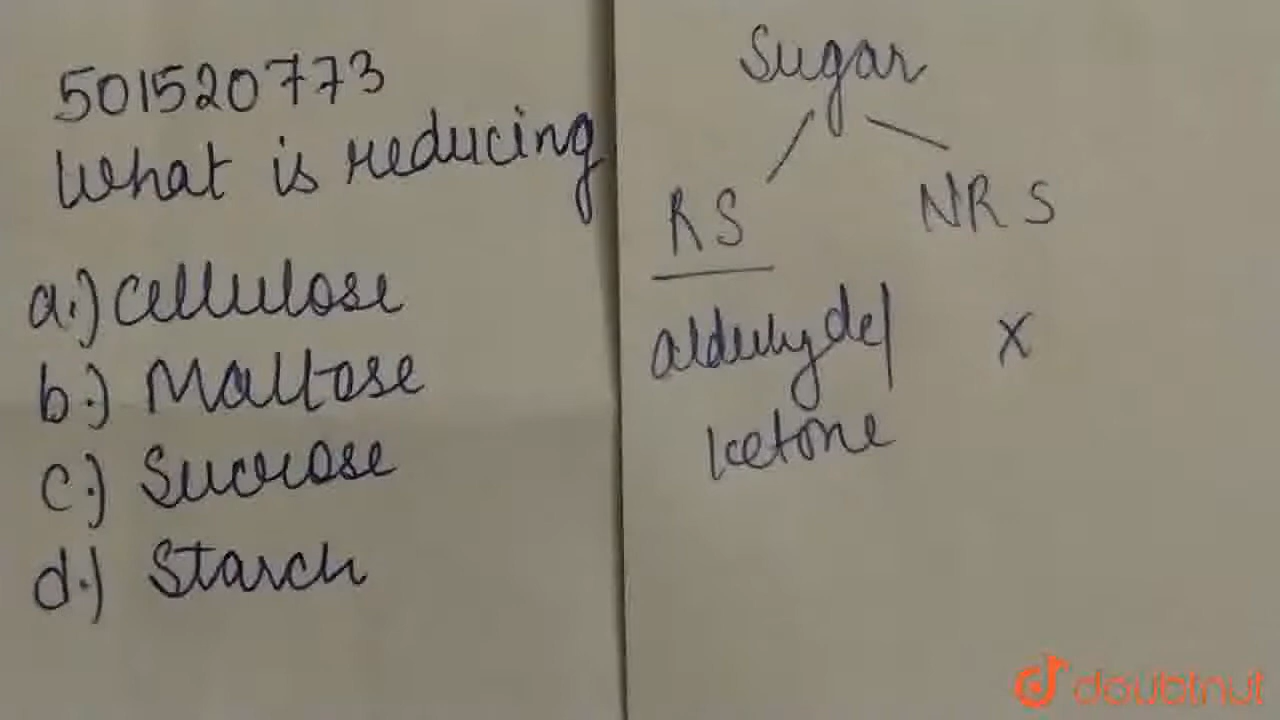 501520773
What is reducing
a.) Cellulose
b.) Maltose
c.) Sucrose
d.) Starch
Sugar
RS NRS
aldehyde/ X
ketone
doubtnut